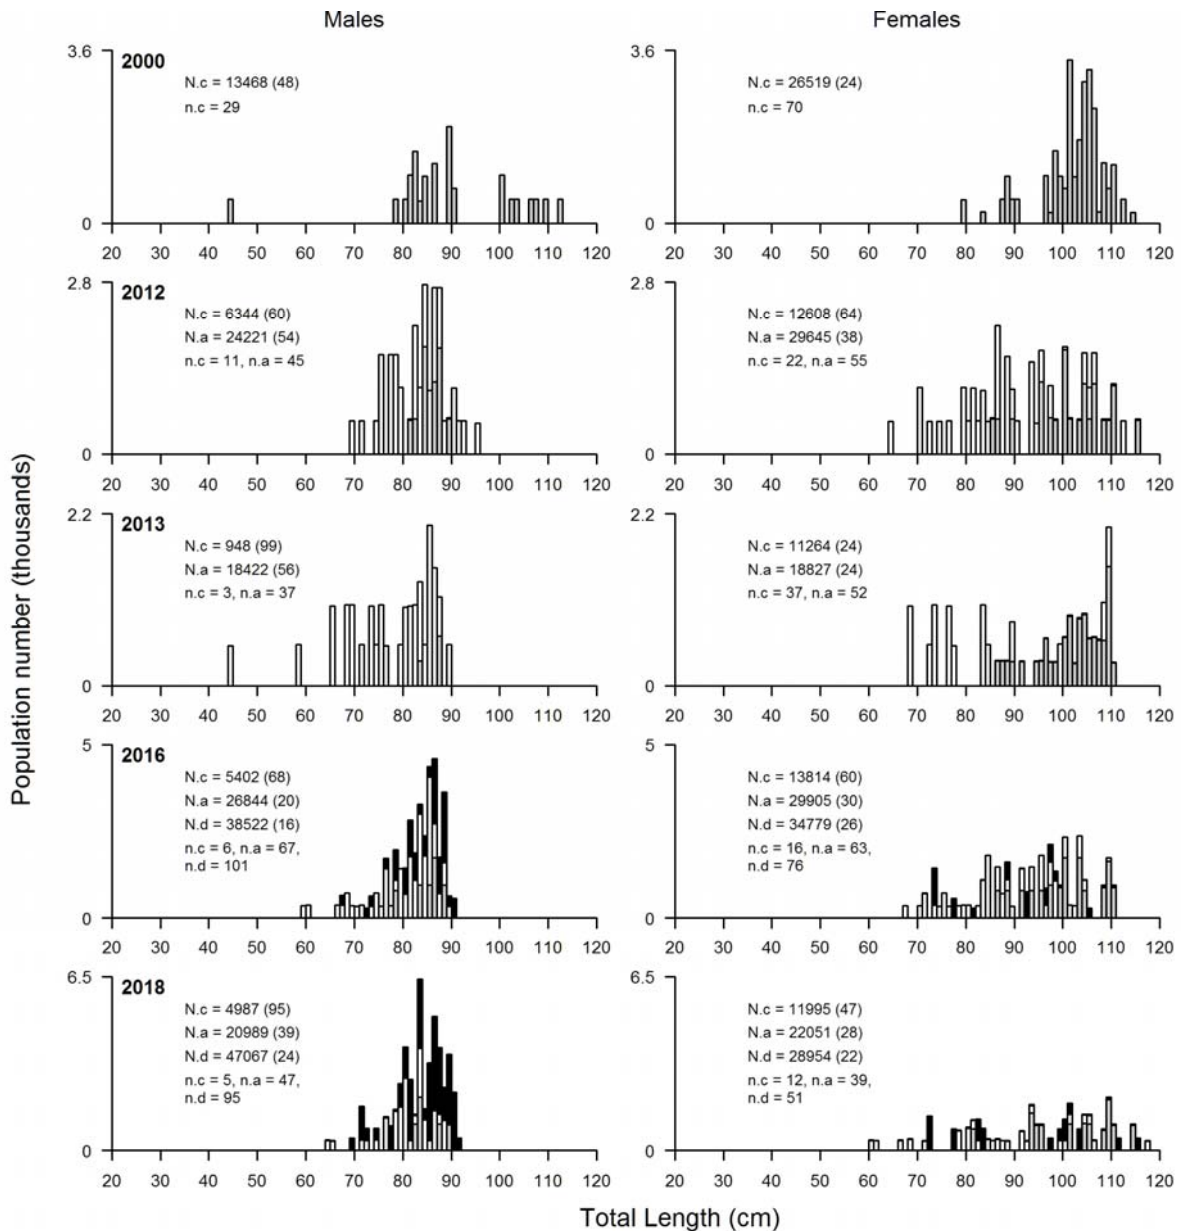 Males
Females
Population number (thousands)
3.6
2000
N.c = 13468 (48)
n.c = 29
0
20 30 40 50 60 70 80 90 100 110 120
3.6
N.c = 26519 (24)
n.c = 70
0
20 30 40 50 60 70 80 90 100 110 120
2.8
2012
N.c = 6344 (60)
N.a = 24221 (54)
n.c = 11, n.a = 45
0
20 30 40 50 60 70 80 90 100 110 120
2.8
N.c = 12608 (64)
N.a = 29645 (38)
n.c = 22, n.a = 55
0
20 30 40 50 60 70 80 90 100 110 120
2.2
2013
N.c = 948 (99)
N.a = 18422 (56)
n.c = 3, n.a = 37
0
20 30 40 50 60 70 80 90 100 110 120
2.2
N.c = 11264 (24)
N.a = 18827 (24)
n.c = 37, n.a = 52
0
20 30 40 50 60 70 80 90 100 110 120
5
2016
N.c = 5402 (68)
N.a = 26844 (20)
N.d = 38522 (16)
n.c = 6, n.a = 67,
n.d = 101
0
20 30 40 50 60 70 80 90 100 110 120
5
N.c = 13814 (60)
N.a = 29905 (30)
N.d = 34779 (26)
n.c = 16, n.a = 63,
n.d = 76
0
20 30 40 50 60 70 80 90 100 110 120
6.5
2018
N.c = 4987 (95)
N.a = 20989 (39)
N.d = 47067 (24)
n.c = 5, n.a = 47,
n.d = 95
0
20 30 40 50 60 70 80 90 100 110 120
6.5
N.c = 11995 (47)
N.a = 22051 (28)
N.d = 28954 (22)
n.c = 12, n.a = 39,
n.d = 51
0
20 30 40 50 60 70 80 90 100 110 120
Total Length (cm)